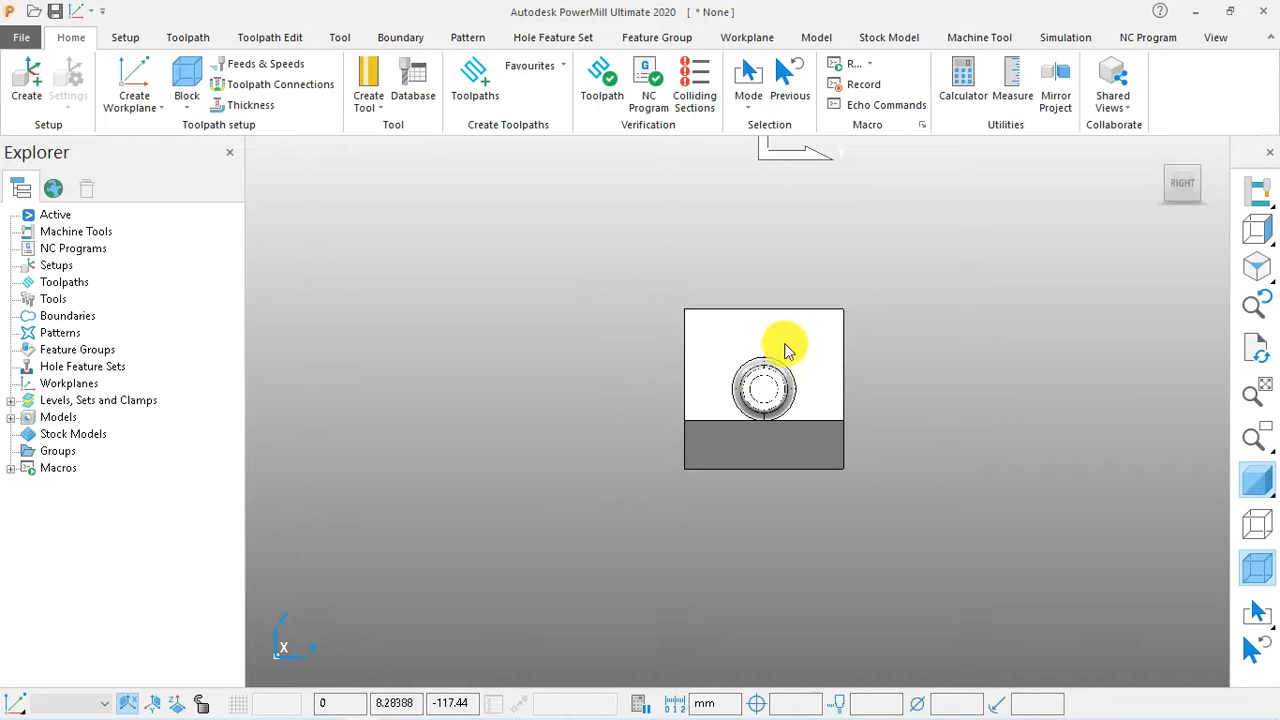 Autodesk PowerMill Ultimate 2020 [ * None ]
File Home Setup Toolpath Toolpath Edit Tool Boundary Pattern Hole Feature Set Feature Group Workplane Model Stock Model Machine Tool Simulation NC Program View
Create
Settings
Setup
Create Workplane
Block
Feeds & Speeds
Toolpath Connections
Thickness
Toolpath setup
Create Tool
Database
Tool
Toolpaths
Favourites
Create Toolpaths
Toolpath
NC Program
Colliding Sections
Verification
Mo...
Previous
Selection
R...
Record
Echo Commands
Macro
Calculator
Measure
Mirror Project
Utilities
Shared Views
Collaborate
Explorer
Active
Machine Tools
NC Programs
Setups
Toolpaths
Tools
Boundaries
Patterns
Feature Groups
Hole Feature Sets
Workplanes
Levels, Sets and Clamps
Models
Stock Models
Groups
Macros
Y
RIGHT
Z
X
Y
0 8.28388 -117.44 mm